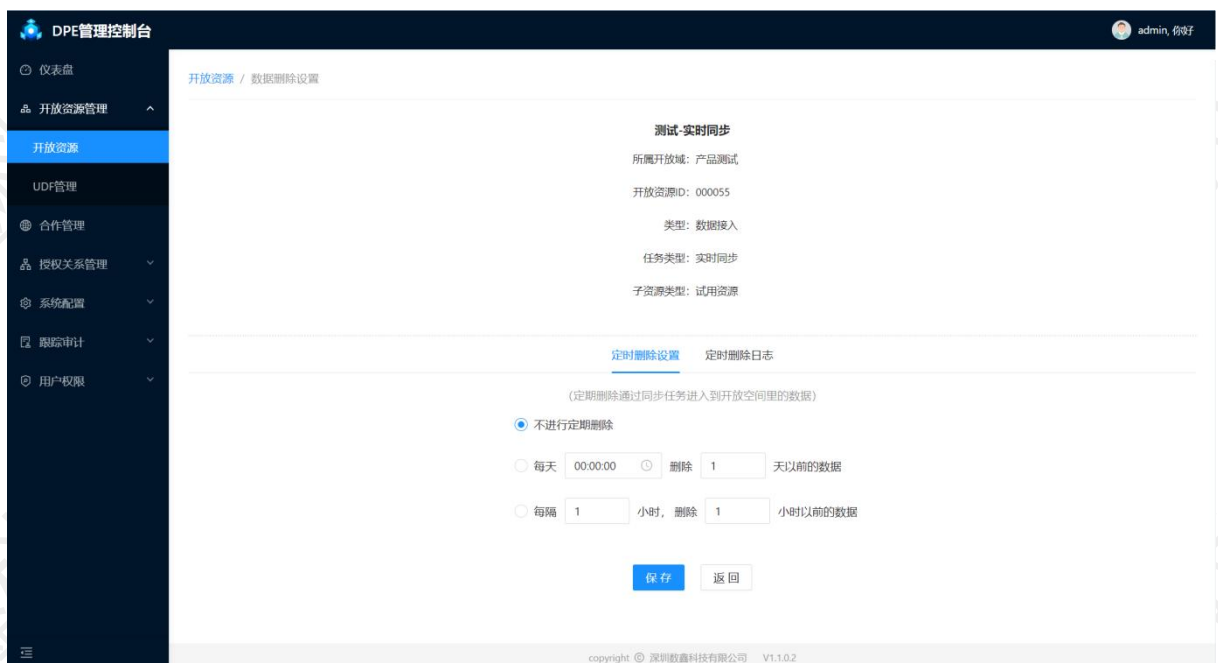 DPE管理控制台
admin, 你好
仪表盘
开放资源管理
开放资源
UDF管理
合作管理
授权关系管理
系统配置
跟踪审计
用户权限
开放资源 / 数据删除设置
测试-实时同步
所属开放域：产品测试
开放资源ID：000055
类型：数据接入
任务类型：实时同步
子资源类型：试用资源
定时删除设置 定时删除日志
(定期删除通过同步任务进入到开放空间里的数据)
不进行定期删除
每天 00:00:00 删除 1 天以前的数据
每隔 1 小时，删除 1 小时以前的数据
保 存 返 回
copyright © 深圳数鑫科技有限公司 V1.1.0.2